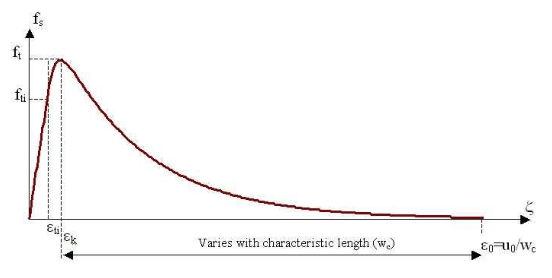 fs
ft
fti
ζ
εti
εk
Varies with characteristic length (wc)
ε0=u0/wc